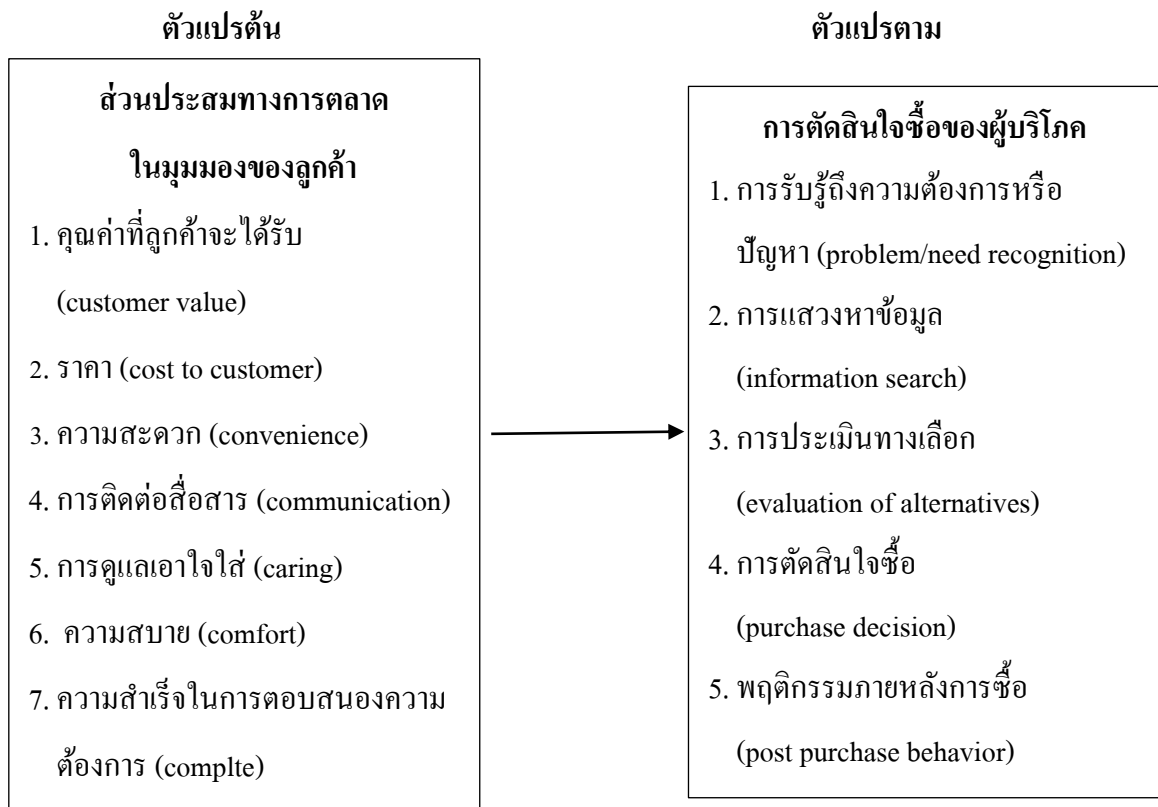 ตัวแปรต้น
ตัวแปรตาม
ส่วนประสมทางการตลาด
ในมุมมองของลูกค้า
1. คุณค่าที่ลูกค้าจะได้รับ
(customer value)
2. ราคา (cost to customer)
3. ความสะดวก (convenience)
4. การติดต่อสื่อสาร (communication)
5. การดูแลเอาใจใส่ (caring)
6. ความสบาย (comfort)
7. ความสำเร็จในการตอบสนองความ
ต้องการ (complte)
การตัดสินใจซื้อของผู้บริโภค
1. การรับรู้ถึงความต้องการหรือ
ปัญหา (problem/need recognition)
2. การแสวงหาข้อมูล
(information search)
3. การประเมินทางเลือก
(evaluation of alternatives)
4. การตัดสินใจซื้อ
(purchase decision)
5. พฤติกรรมภายหลังการซื้อ
(post purchase behavior)